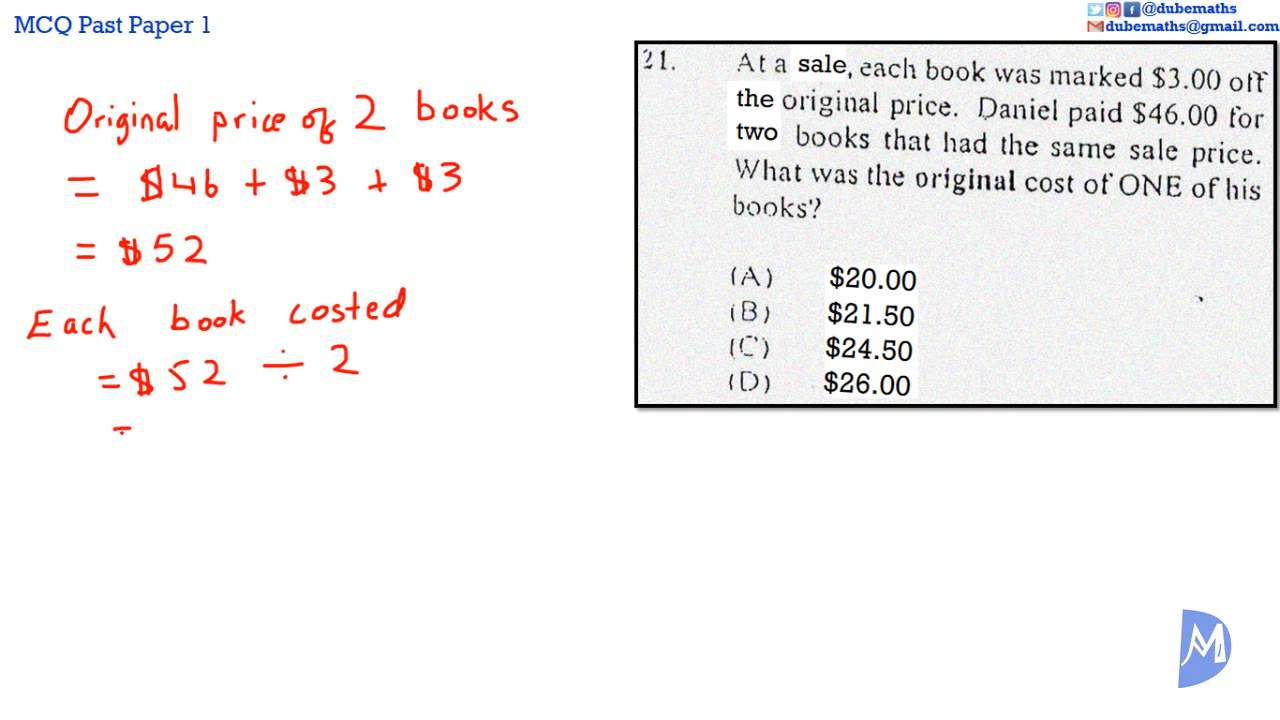 MCQ Past Paper 1
@dubemaths
dubemaths@gmail.com
Original price of 2 books
= $46 + $3 + $3
= $52
Each book costed
= $52 ÷ 2
=
21. At a sale, each book was marked $3.00 off
the original price. Daniel paid $46.00 for
two books that had the same sale price.
What was the original cost of ONE of his
books?
(A) $20.00
(B) $21.50
(C) $24.50
(D) $26.00
M